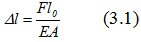 Δl = Fl₀/EA (3.1)